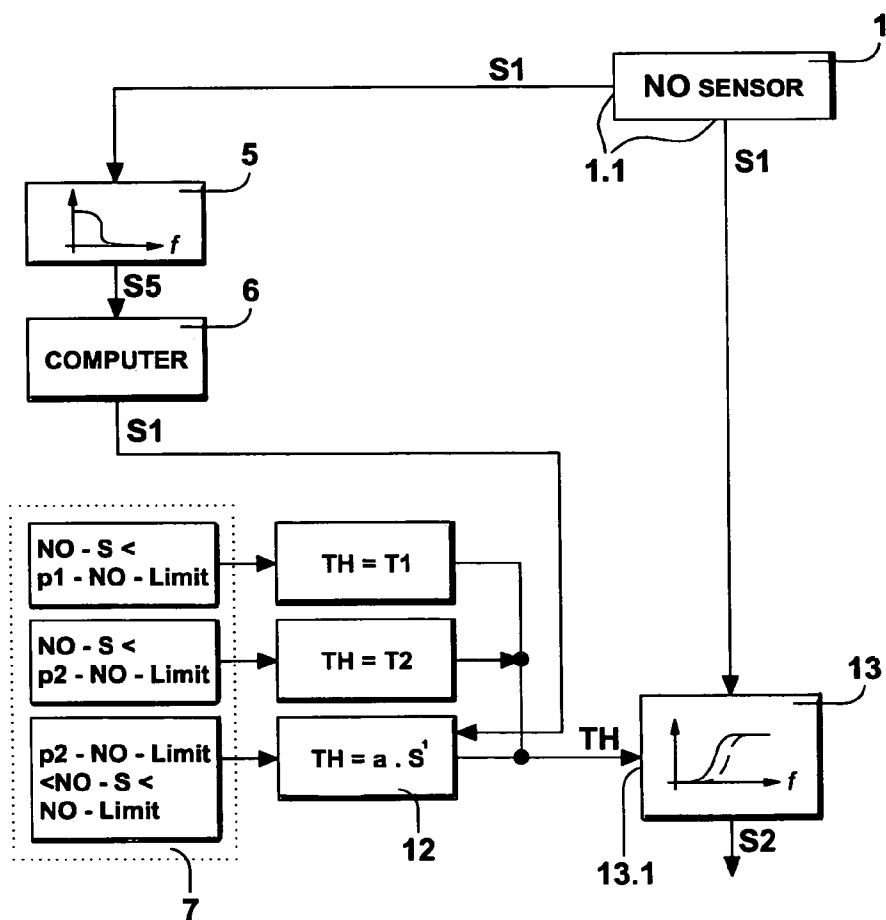 1
NO SENSOR
S1
1.1
S1
5
f
S5
6
COMPUTER
S1
NO - S <
p1 - NO - Limit
TH = T1
NO - S <
p2 - NO - Limit
TH = T2
p2 - NO - Limit
<NO - S <
NO - Limit
TH = a . S¹
12
7
TH
13
f
13.1
S2